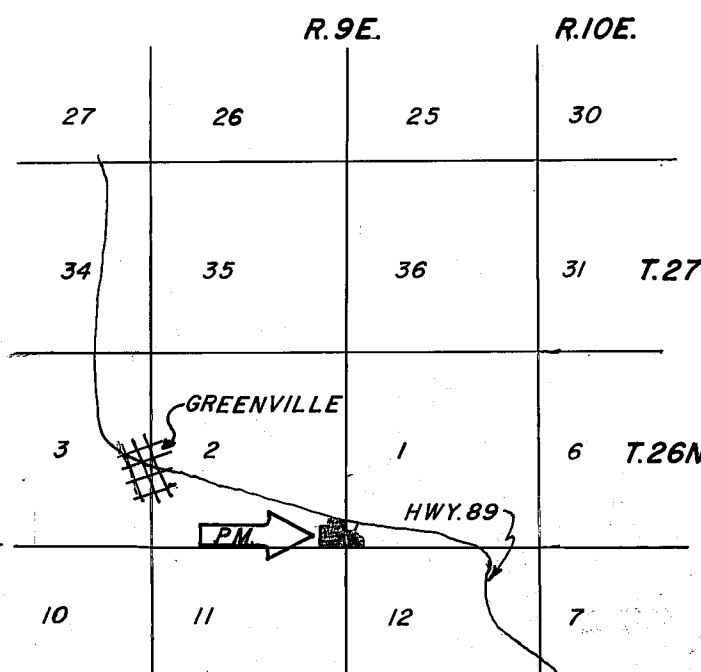 R.9E. R.10E.
27 26 25 30
34 35 36 31 T.27
GREENVILLE
3 2 1 6 T.26N
HWY.89
P.M.
10 11 12 7